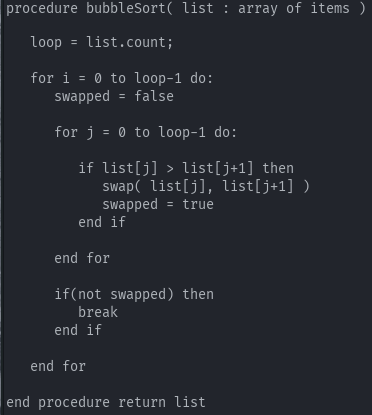 procedure bubbleSort( list : array of items )
loop = list.count;
for i = 0 to loop-1 do:
swapped = false
for j = 0 to loop-1 do:
if list[j] > list[j+1] then
swap( list[j], list[j+1] )
swapped = true
end if
end for
if(not swapped) then
break
end if
end for
end procedure return list